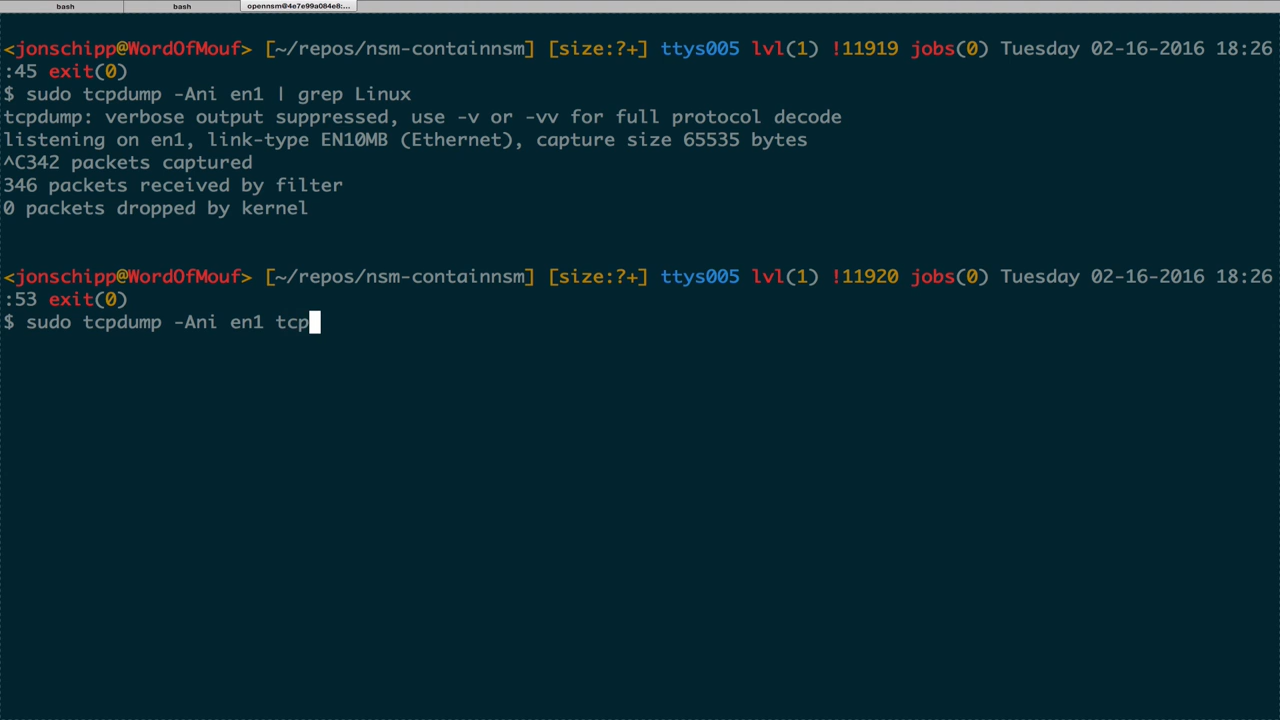 bash
bash
opennsm@4e7e99a084e8:...
<jonschipp@WordOfMouf> [~/repos/nsm-containnsm] [size:?+] ttys005 lvl(1) !11919 jobs(0) Tuesday 02-16-2016 18:26
:45 exit(0)
$ sudo tcpdump -Ani en1 | grep Linux
tcpdump: verbose output suppressed, use -v or -vv for full protocol decode
listening on en1, link-type EN10MB (Ethernet), capture size 65535 bytes
^C342 packets captured
346 packets received by filter
0 packets dropped by kernel
<jonschipp@WordOfMouf> [~/repos/nsm-containnsm] [size:?+] ttys005 lvl(1) !11920 jobs(0) Tuesday 02-16-2016 18:26
:53 exit(0)
$ sudo tcpdump -Ani en1 tcp